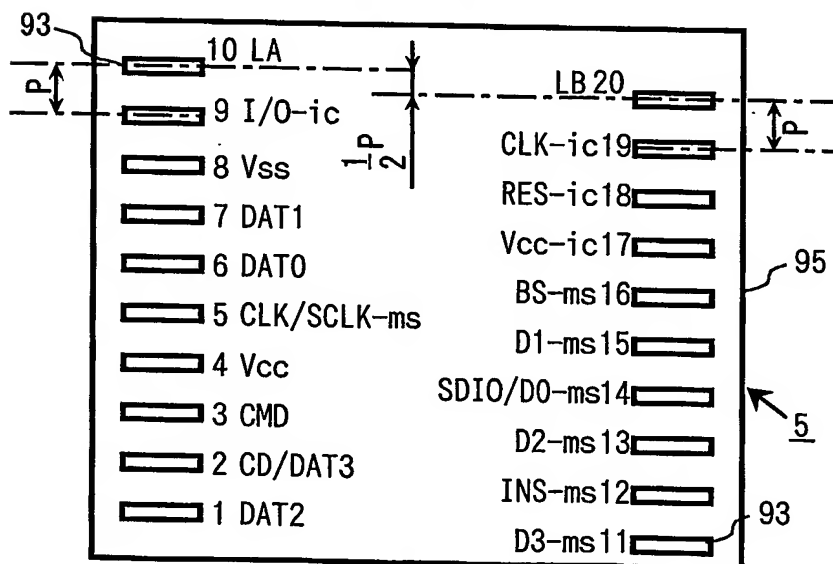 93
10 LA
P
9 I/O-ic
8 Vss
7 DAT1
6 DAT0
5 CLK/SCLK-ms
4 Vcc
3 CMD
2 CD/DAT3
1 DAT2
1/2 P
LB 20
P
CLK-ic19
RES-ic18
Vcc-ic17
95
BS-ms16
D1-ms15
SDIO/D0-ms14
5
D2-ms13
INS-ms12
93
D3-ms11